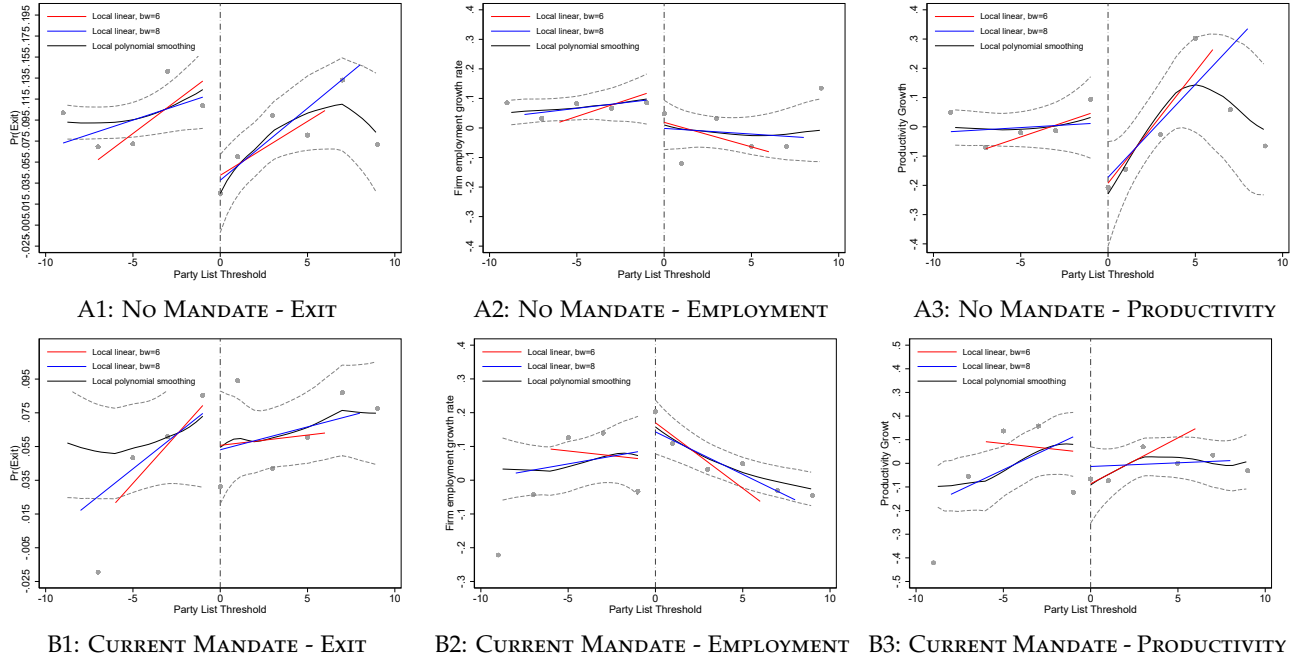 Pr(Exit)
-.025-.005.015.035.055.075.095.115.135.155.175.195
Local linear, bw=6
Local linear, bw=8
Local polynomial smoothing
-10 -5 0 5 10
Party List Threshold
A1: No Mandate - Exit
Firm employment growth rate
-.4 -.3 -.2 -.1 0 .1 .2 .3 .4
Local linear, bw=6
Local linear, bw=8
Local polynomial smoothing
-10 -5 0 5 10
Party List Threshold
A2: No Mandate - Employment
Productivity Growth
-.4 -.3 -.2 -.1 0 .1 .2 .3 .4
Local linear, bw=6
Local linear, bw=8
Local polynomial smoothing
-10 -5 0 5 10
Party List Threshold
A3: No Mandate - Productivity
Pr(Exit)
-.025 -.005 .015 .035 .055 .075 .095
Local linear, bw=6
Local linear, bw=8
Local polynomial smoothing
-10 -5 0 5 10
Party List Threshold
B1: Current Mandate - Exit
Firm employment growth rate
-.3 -.2 -.1 0 .1 .2 .3 .4
Local linear, bw=6
Local linear, bw=8
Local polynomial smoothing
-10 -5 0 5 10
Party List Threshold
B2: Current Mandate - Employment
Productivity Growt
-.5 -.4 -.3 -.2 -.1 0 .1 .2 .3 .4 .5
Local linear, bw=6
Local linear, bw=8
Local polynomial smoothing
-10 -5 0 5 10
Party List Threshold
B3: Current Mandate - Productivity